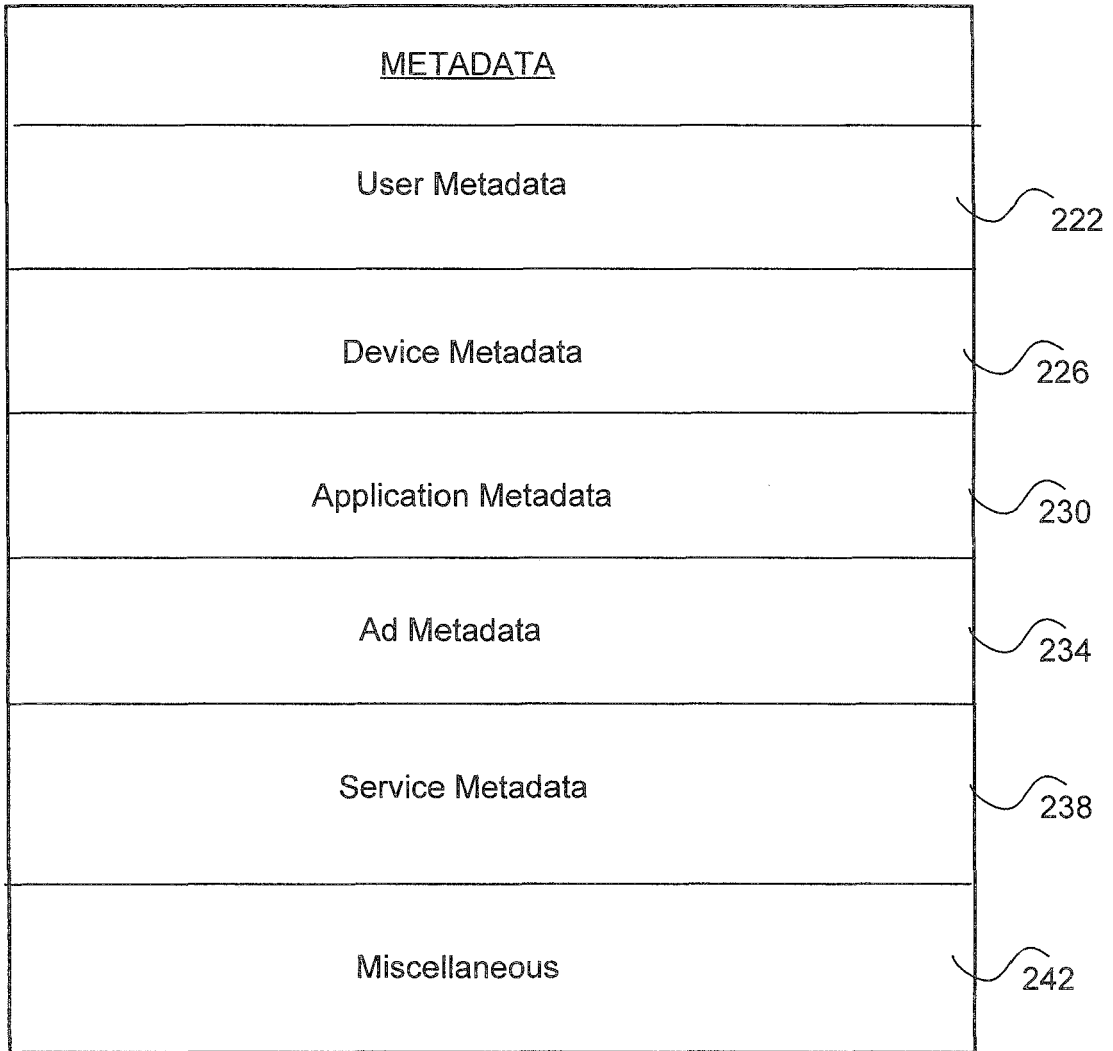 METADATA
User Metadata
222
Device Metadata
226
Application Metadata
230
Ad Metadata
234
Service Metadata
238
Miscellaneous
242